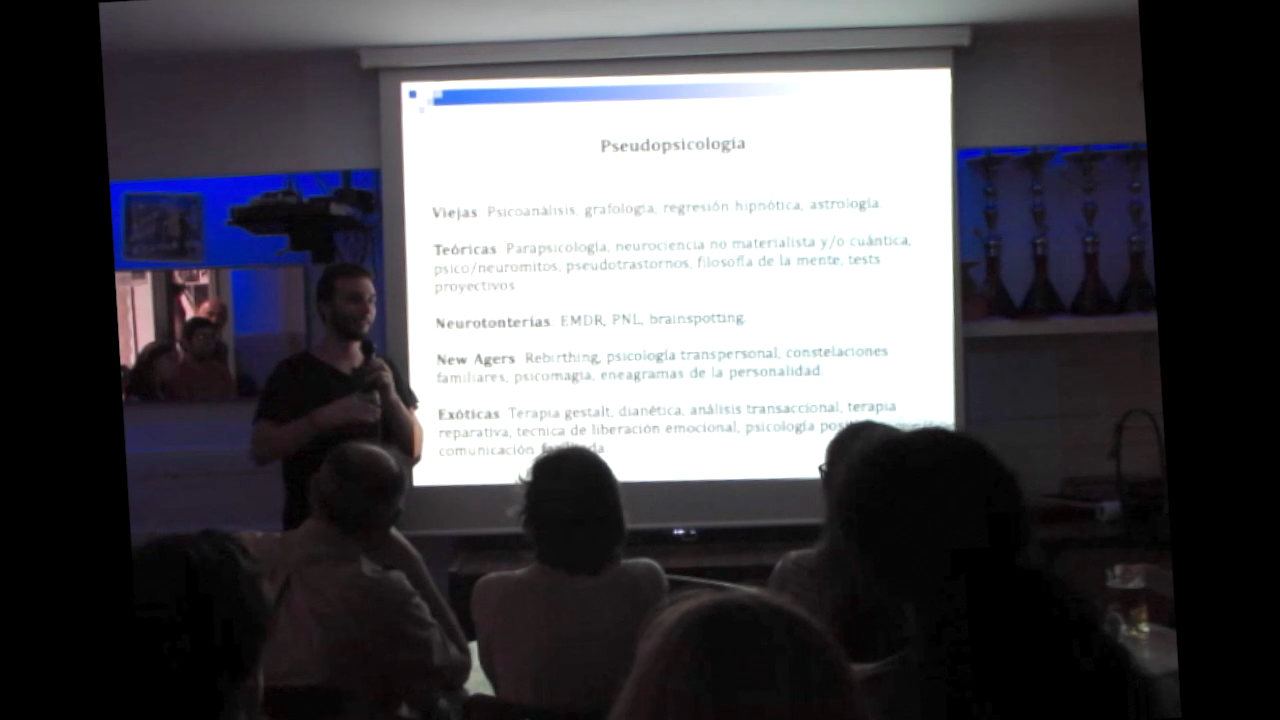 Pseudopsicología
Viejas: Psicoanálisis, grafología, regresión hipnótica, astrología.
Teóricas: Parapsicología, neurociencia no materialista y/o cuántica,
psico/neuromitos, pseudotrastornos, filosofía de la mente, tests
proyectivos.
Neurotonterías: EMDR, PNL, brainspotting.
New Agers: Rebirthing, psicología transpersonal, constelaciones
familiares, psicomagia, eneagramas de la personalidad.
Exóticas: Terapia gestalt, dianética, análisis transaccional, terapia
reparativa, tecnica de liberación emocional, psicología
comunicación